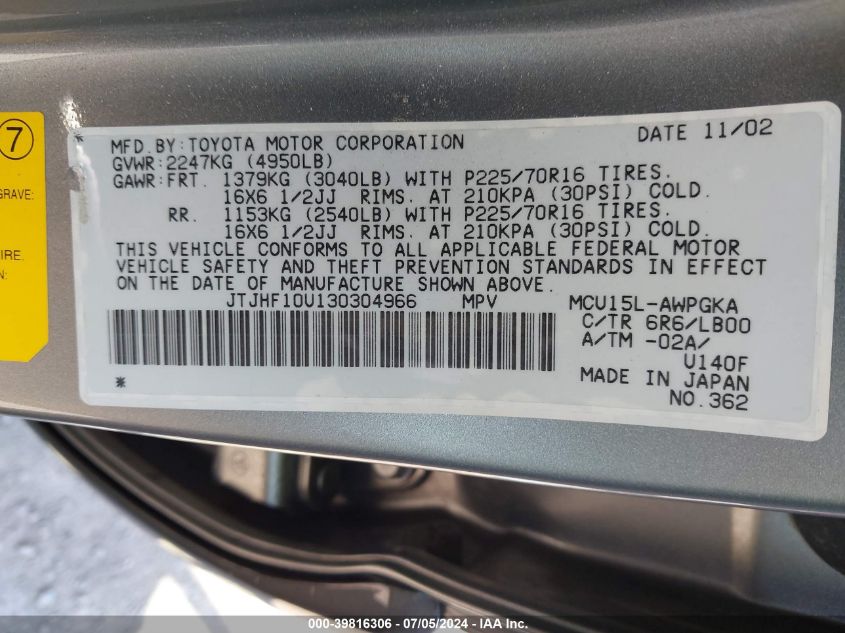 7
GRAVE:
IRE.
N:
MFD.BY:TOYOTA MOTOR CORPORATION DATE 11/02
GVWR:2247KG (4950LB)
GAWR:FRT. 1379KG (3040LB) WITH P225/70R16 TIRES.
16X6 1/2JJ RIMS. AT 210KPA (30PSI) COLD.
RR. 1153KG (2540LB) WITH P225/70R16 TIRES.
16X6 1/2JJ RIMS. AT 210KPA (30PSI) COLD.
THIS VEHICLE CONFORMS TO ALL APPLICABLE FEDERAL MOTOR
VEHICLE SAFETY AND THEFT PREVENTION STANDARDS IN EFFECT
ON THE DATE OF MANUFACTURE SHOWN ABOVE.
JTJHF10U130304966 MPV MCU15L-AWPGKA
C/TR 6R6/LB00
A/TM -02A/
U140F
* MADE IN JAPAN
NO.362
000-39816306 - 07/05/2024 - IAA Inc.